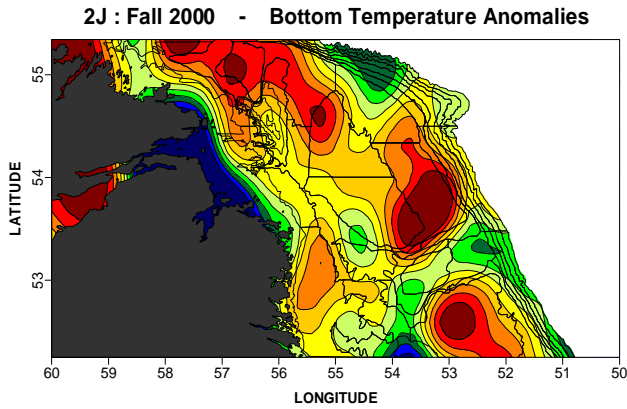 2J : Fall 2000 - Bottom Temperature Anomalies
LATITUDE
55
54
53
60 59 58 57 56 55 54 53 52 51 50
LONGITUDE